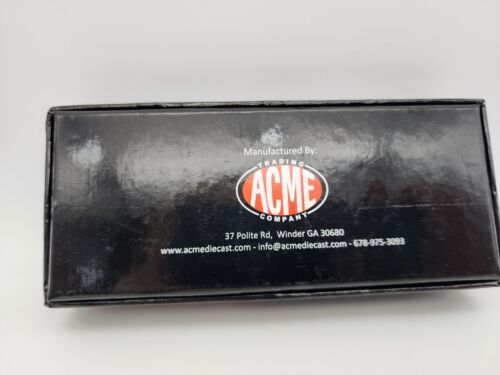 Manufactured By:
TRADING
ACME
COMPANY
37 Polite Rd, Winder GA 30680
www.acmediecast.com - info@acmediecast.com - 678-975-3093